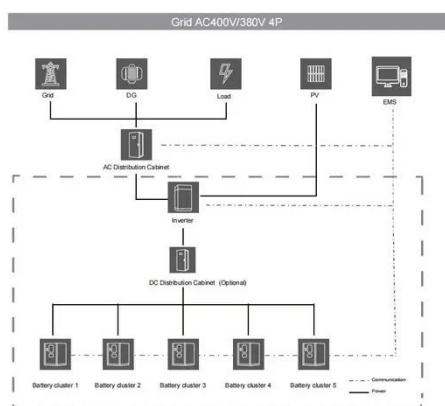 Grid AC400V/380V 4P
Grid
DG
Load
PV
EMS
AC Distribution Cabinet
Inverter
DC Distribution Cabinet (Optional)
Battery cluster 1
Battery cluster 2
Battery cluster 3
Battery cluster 4
Battery cluster 5
Communication
Power